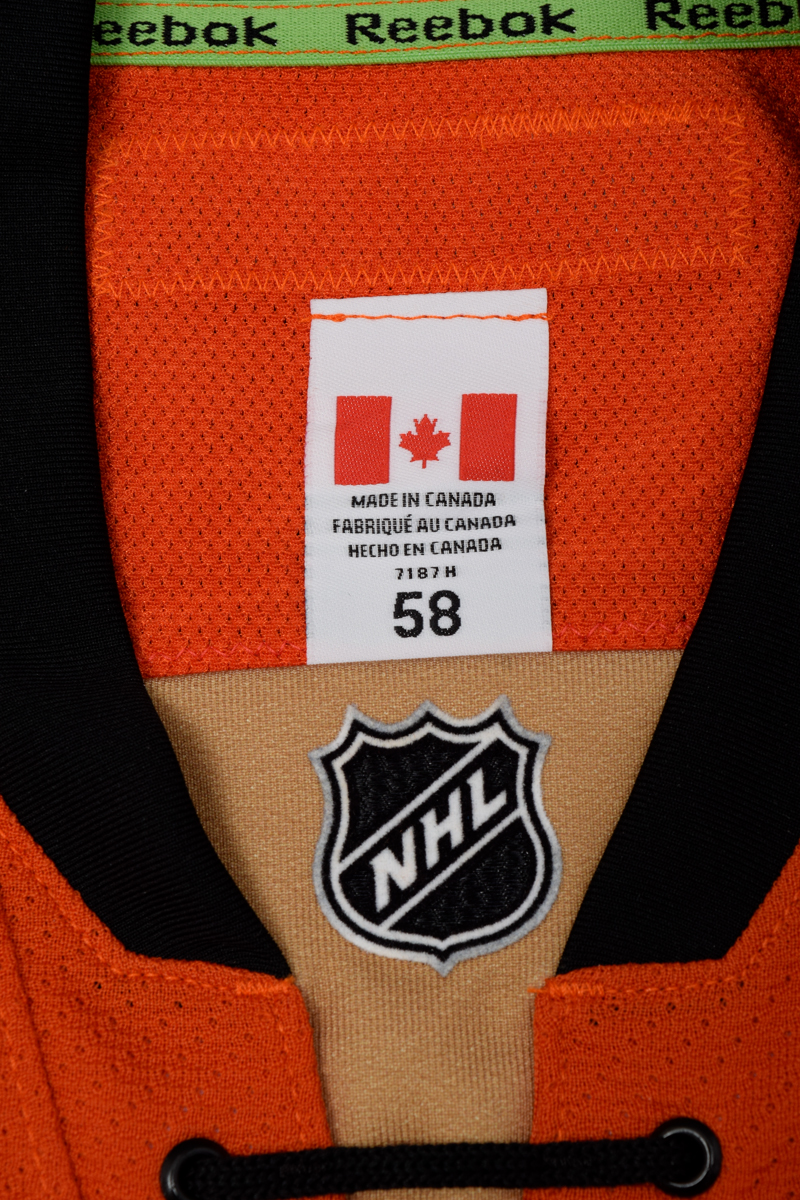 Reebok Reebok Reebok
MADE IN CANADA
FABRIQUÉ AU CANADA
HECHO EN CANADA
7187 H
58
NHL